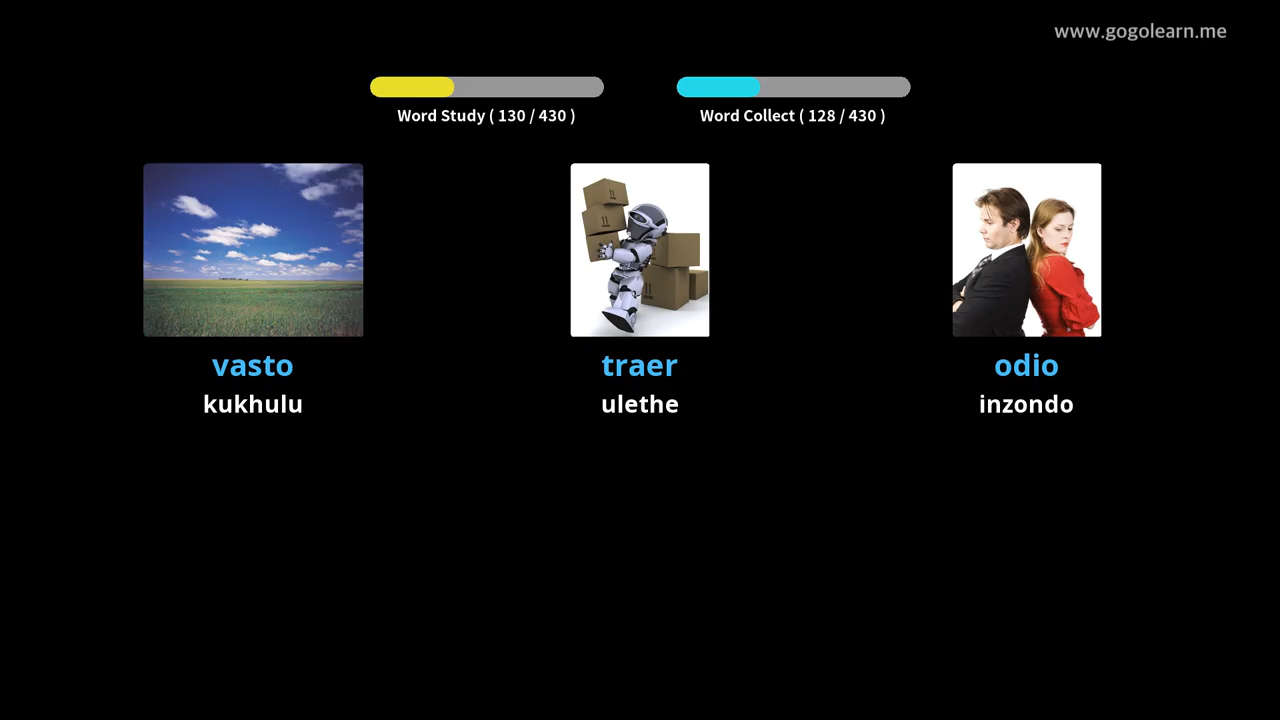 www.gogolearn.me
Word Study ( 130 / 430 )
Word Collect ( 128 / 430 )
vasto
kukhulu
traer
ulethe
odio
inzondo